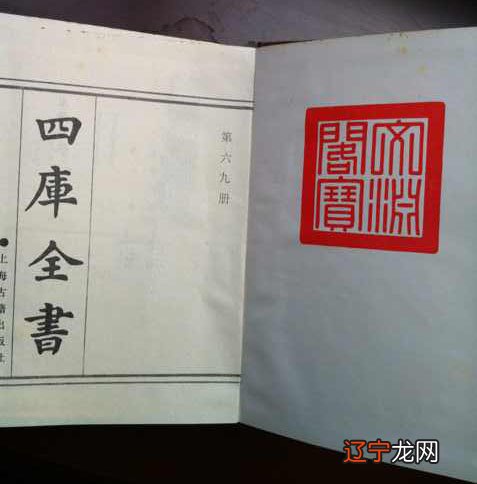 四庫全書
第六九册
●上海古籍出版社
文淵閣寳
辽宁龙网